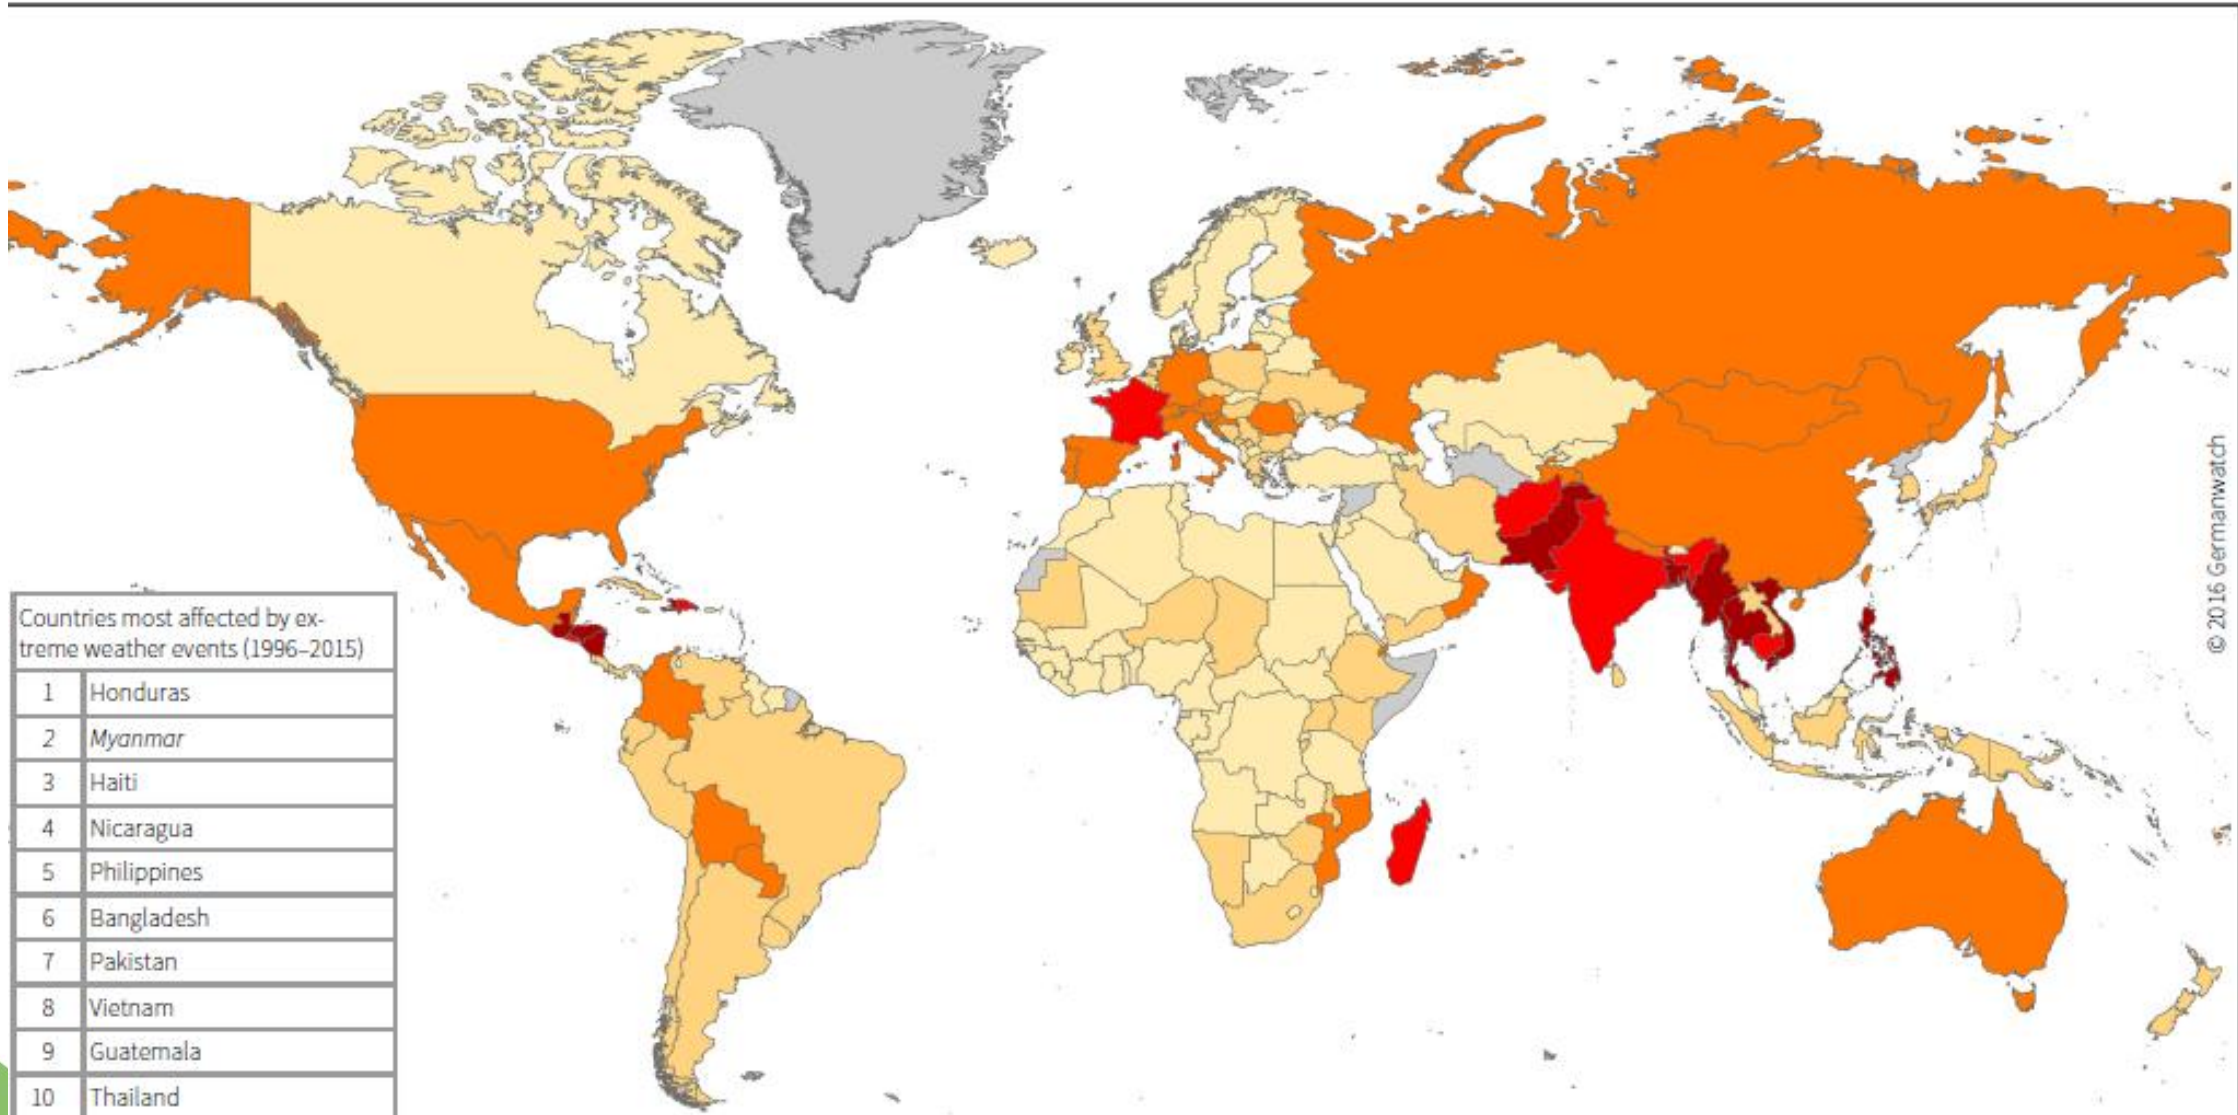 Countries most affected by ex-
treme weather events (1996–2015)
1 Honduras
2 Myanmar
3 Haiti
4 Nicaragua
5 Philippines
6 Bangladesh
7 Pakistan
8 Vietnam
9 Guatemala
10 Thailand
© 2016 Germanwatch